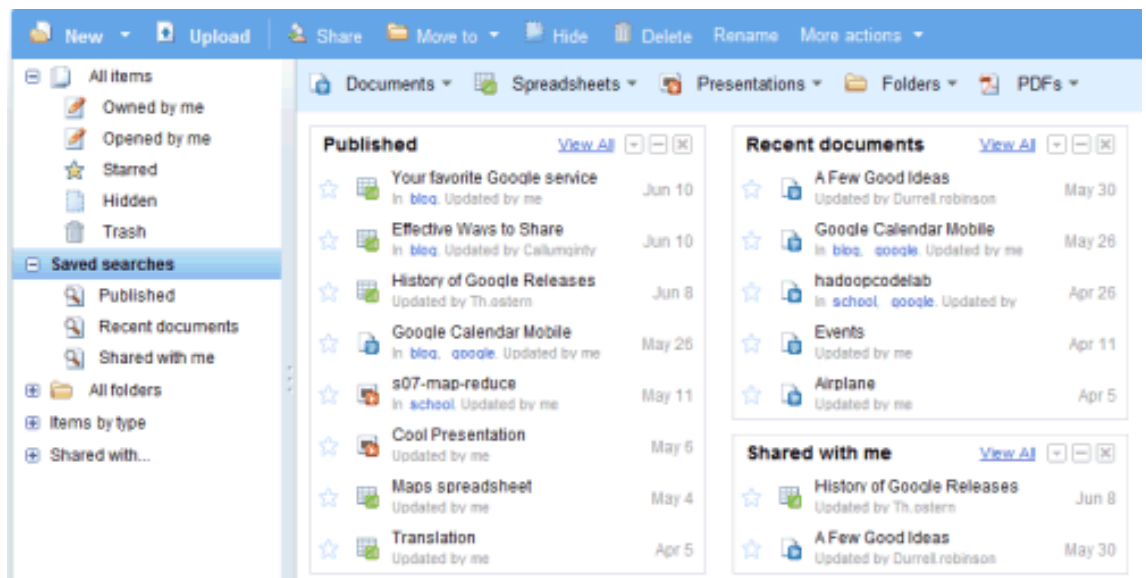 New Upload Share Move to Hide Delete Rename More actions
All items
Owned by me
Opened by me
Starred
Hidden
Trash
Saved searches
Published
Recent documents
Shared with me
All folders
Items by type
Shared with...
Documents Spreadsheets Presentations Folders PDFs
Published View All
Your favorite Google service
In blog. Updated by me Jun 10
Effective Ways to Share
In blog. Updated by Callumginty Jun 10
History of Google Releases
Updated by Th.ostern Jun 8
Google Calendar Mobile
In blog, google. Updated by me May 26
s07-map-reduce
In school. Updated by me May 11
Cool Presentation
Updated by me May 6
Maps spreadsheet
Updated by me May 4
Translation
Updated by me Apr 5
Recent documents View All
A Few Good Ideas
Updated by Durrell.robinson May 30
Google Calendar Mobile
In blog, google. Updated by me May 26
hadoopcodelab
In school, google. Updated by Apr 26
Events
Updated by me Apr 11
Airplane
Updated by me Apr 5
Shared with me View All
History of Google Releases
Updated by Th.ostern Jun 8
A Few Good Ideas
Updated by Durrell.robinson May 30